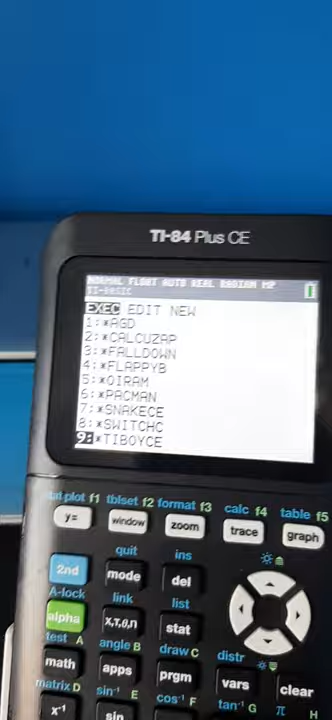 TI-84 Plus CE
NORMAL FLOAT AUTO REAL RADIAN MP
TI-BASIC
EXEC EDIT NEW
1:*AGD
2:*CALCUZAP
3:*FALLDOWN
4:*FLAPPYB
5:*OIRAM
6:*PACMAN
7:*SNAKECE
8:*SWITCHC
9:*TIBOYCE
stat plot f1 tblset f2 format f3 calc f4 table f5
y= window zoom trace graph
quit ins
2nd mode del
A-lock link list
alpha x,t,θ,n stat
test A angle B draw C distr
math apps prgm vars clear
matrix D sin⁻¹ E cos⁻¹ F tan⁻¹ G π H
x⁻¹ sin